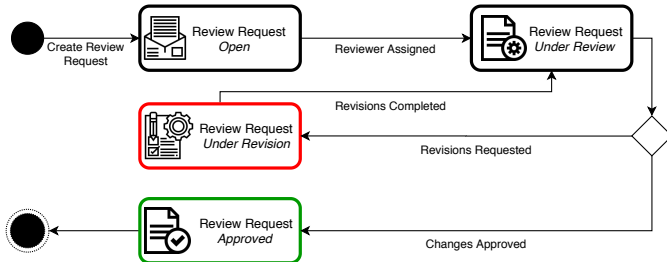 Create Review
Request
Review Request
Open
Reviewer Assigned
Review Request
Under Review
Revisions Completed
Review Request
Under Revision
Revisions Requested
Review Request
Approved
Changes Approved